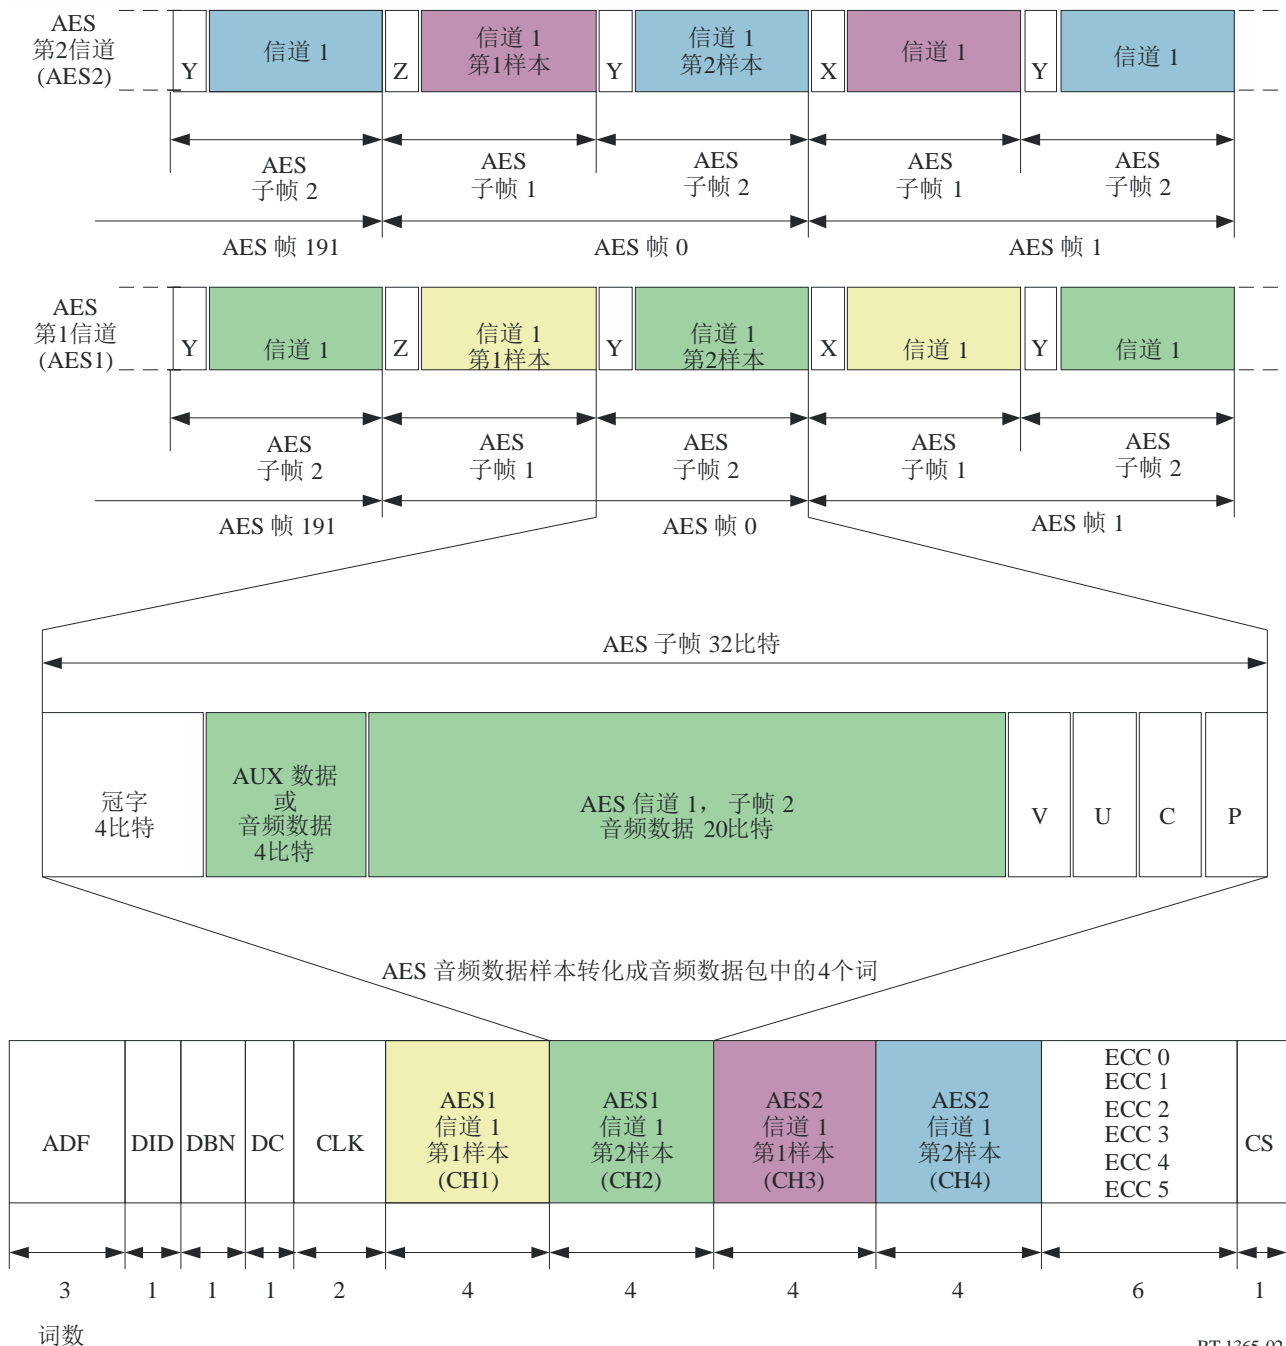 AES
第2信道
(AES2)
Y
信道 1
Z
信道 1
第1样本
Y
信道 1
第2样本
X
信道 1
Y
信道 1
AES
子帧 2
AES
子帧 1
AES
子帧 2
AES
子帧 1
AES
子帧 2
AES 帧 191
AES 帧 0
AES 帧 1
AES
第1信道
(AES1)
Y
信道 1
Z
信道 1
第1样本
Y
信道 1
第2样本
X
信道 1
Y
信道 1
AES
子帧 2
AES
子帧 1
AES
子帧 2
AES
子帧 1
AES
子帧 2
AES 帧 191
AES 帧 0
AES 帧 1
AES 子帧 32比特
冠字
4比特
AUX 数据
或
音频数据
4比特
AES 信道 1， 子帧 2
音频数据 20比特
V
U
C
P
AES 音频数据样本转化成音频数据包中的4个词
ADF
DID
DBN
DC
CLK
AES1
信道 1
第1样本
(CH1)
AES1
信道 1
第2样本
(CH2)
AES2
信道 1
第1样本
(CH3)
AES2
信道 1
第2样本
(CH4)
ECC 0
ECC 1
ECC 2
ECC 3
ECC 4
ECC 5
CS
3
1
1
1
2
4
4
4
4
6
1
词数
BT.1365-02